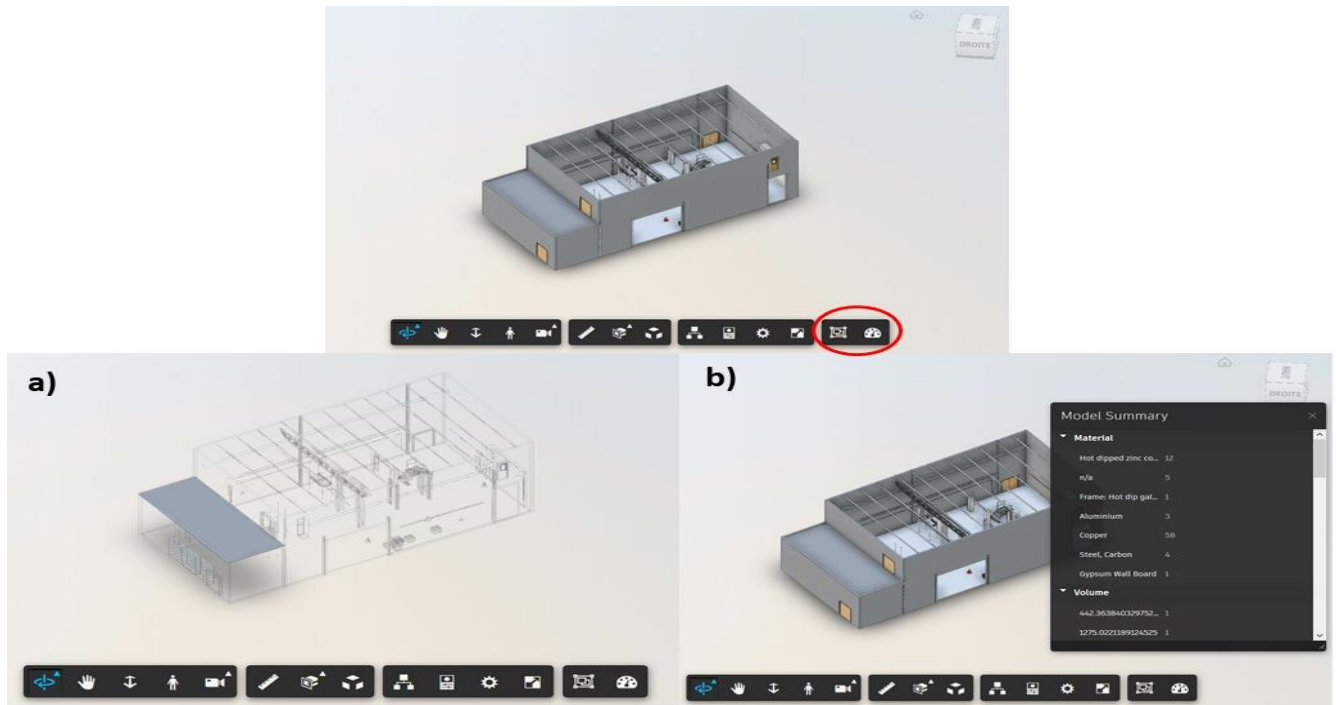 DROITE
a)
b)
DROITE
Model Summary
Material
Hot dipped zinc co... 12
n/a 5
Frame: Hot dip gal... 1
Aluminium 3
Copper 58
Steel, Carbon 4
Gypsum Wall Board 1
Volume
442.363840329752... 1
1275.0221189124525 1